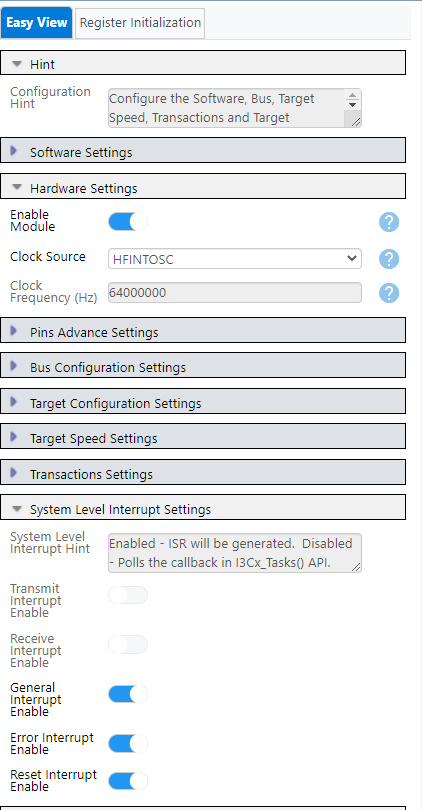 Easy View
Register Initialization
Hint
Configuration
Hint
Configure the Software, Bus, Target
Speed, Transactions and Target
Software Settings
Hardware Settings
Enable
Module
?
Clock Source
HFINTOSC
?
Clock
Frequency (Hz)
64000000
?
Pins Advance Settings
Bus Configuration Settings
Target Configuration Settings
Target Speed Settings
Transactions Settings
System Level Interrupt Settings
System Level
Interrupt Hint
Enabled - ISR will be generated.  Disabled
- Polls the callback in I3Cx_Tasks() API.
Transmit
Interrupt
Enable
Receive
Interrupt
Enable
General
Interrupt
Enable
Error Interrupt
Enable
Reset Interrupt
Enable